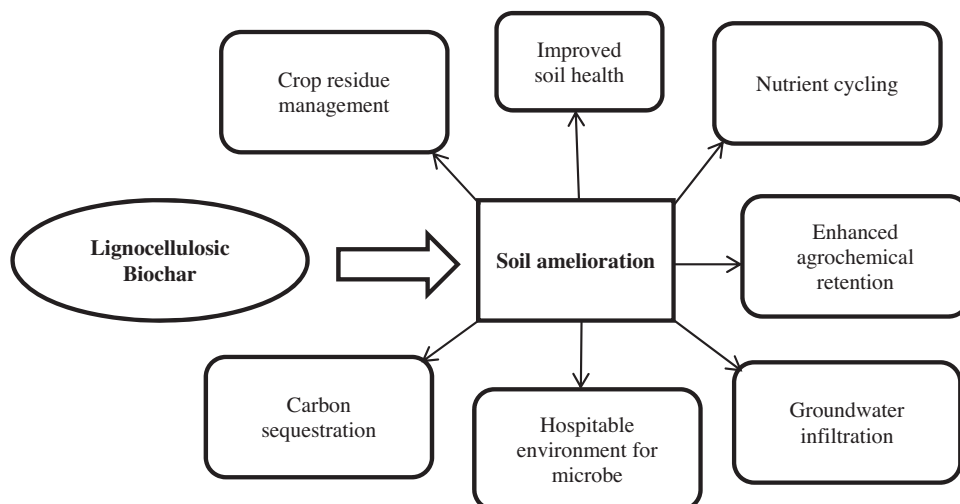 Crop residue
management
Improved
soil health
Nutrient cycling
Lignocellulosic
Biochar
Soil amelioration
Enhanced
agrochemical
retention
Carbon
sequestration
Hospitable
environment for
microbe
Groundwater
infiltration